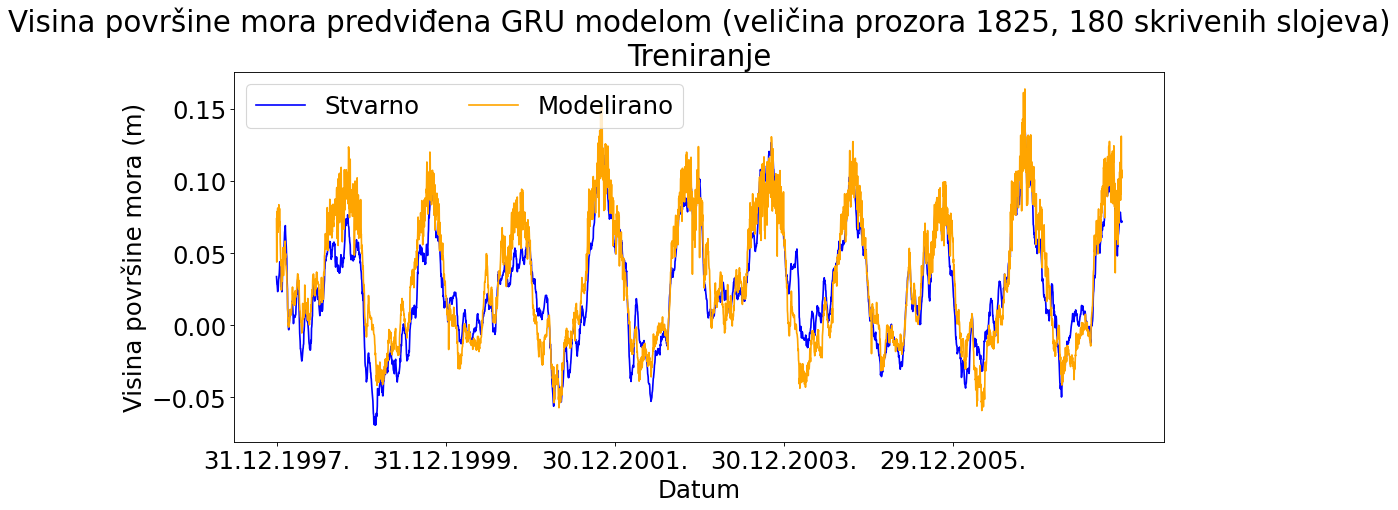 Visina površine mora predviđena GRU modelom (veličina prozora 1825, 180 skrivenih slojeva)
Treniranje
Stvarno
Modelirano
Visina površine mora (m)
0.15
0.10
0.05
0.00
−0.05
31.12.1997.
31.12.1999.
30.12.2001.
30.12.2003.
29.12.2005.
Datum